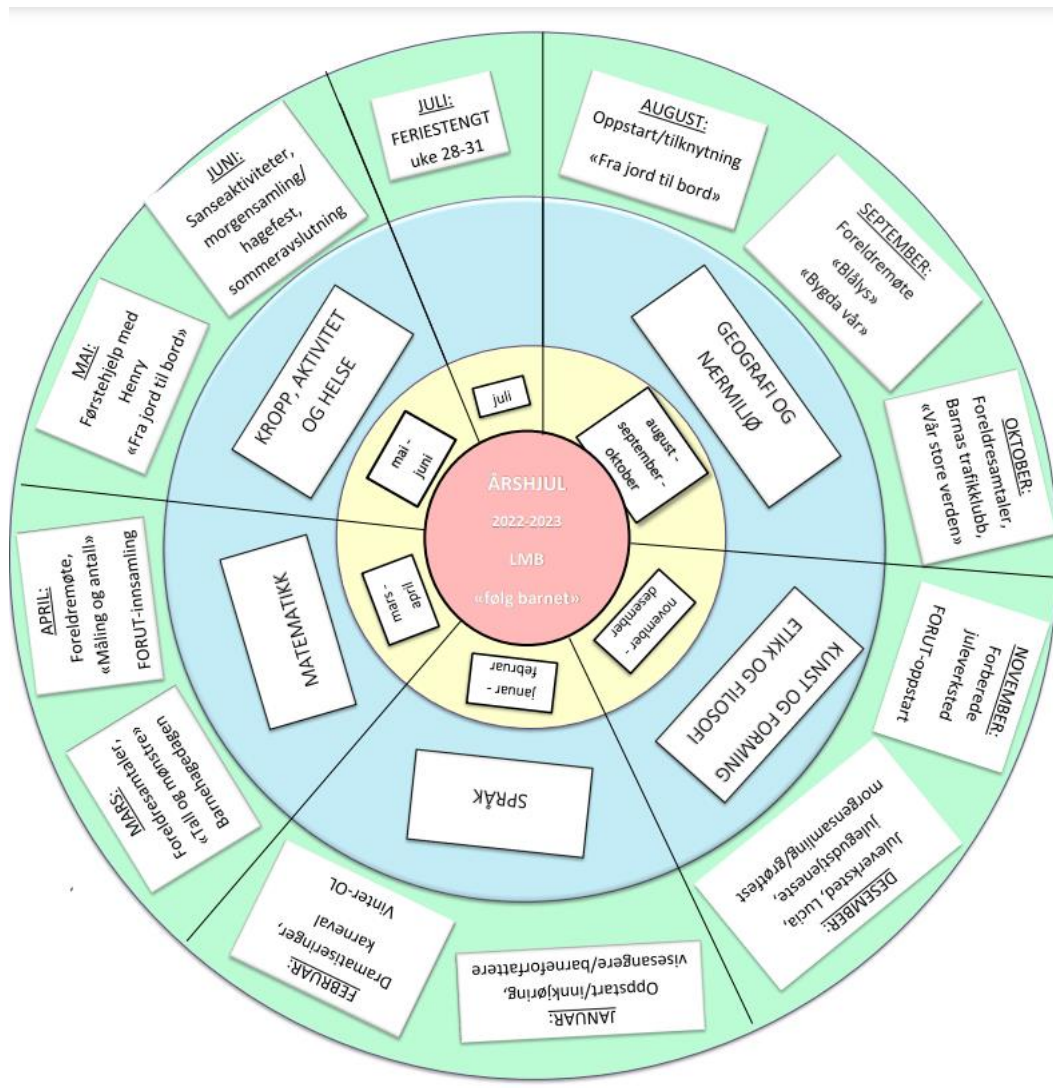 ÅRSHJUL
2022-2023
LMB
«følg barnet»
august -
september-
oktober
november -
desember
januar -
februar
mars -
april
mai -
juni
juli
GEOGRAFI OG
NÆRMILJØ
KUNST OG FORMING
ETIKK OG FILOSOFI
SPRÅK
MATEMATIKK
KROPP, AKTIVITET
OG HELSE
AUGUST:
Oppstart/tilknytning
«Fra jord til bord»
SEPTEMBER:
Foreldremøte
«Blålys»
«Bygda vår»
OKTOBER:
Foreldresamtaler,
Barnas trafikklubb,
«Vår store verden»
NOVEMBER:
Forberede
juleverksted
FORUT-oppstart
DESEMBER:
Juleverksted, Lucia,
julegudstjeneste,
morgensamling/grøtfest
JANUAR:
Oppstart/innkjøring,
visesangere/barneforfattere
FEBRUAR:
Dramatiseringer,
karneval
Vinter-OL
MARS:
Foreldresamtaler,
«Tall og mønstre»
Barnehagedagen
APRIL:
Foreldremøte,
«Måling og antall»
FORUT-innsamling
MAI:
Førstehjelp med
Henry
«Fra jord til bord»
JUNI:
Sanseaktiviteter,
morgensamling/
hagefest,
sommeravslutning
JULI:
FERIESTENGT
uke 28-31